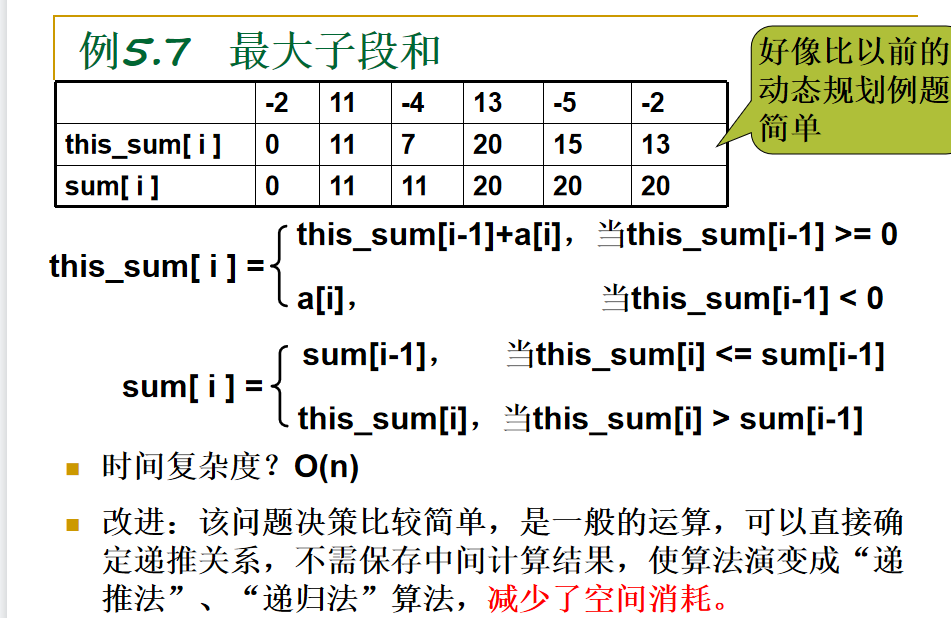 例5.7 最大子段和
好像比以前的
动态规划例题
简单
-2 11 -4 13 -5 -2
this_sum[ i ] 0 11 7 20 15 13
sum[ i ] 0 11 11 20 20 20
this_sum[i-1]+a[i]，当this_sum[i-1] >= 0
this_sum[ i ] =
a[i]， 当this_sum[i-1] < 0
sum[i-1]， 当this_sum[i] <= sum[i-1]
sum[ i ] =
this_sum[i]，当this_sum[i] > sum[i-1]
时间复杂度？O(n)
改进：该问题决策比较简单，是一般的运算，可以直接确
定递推关系，不需保存中间计算结果，使算法演变成“递
推法”、“递归法”算法，减少了空间消耗。